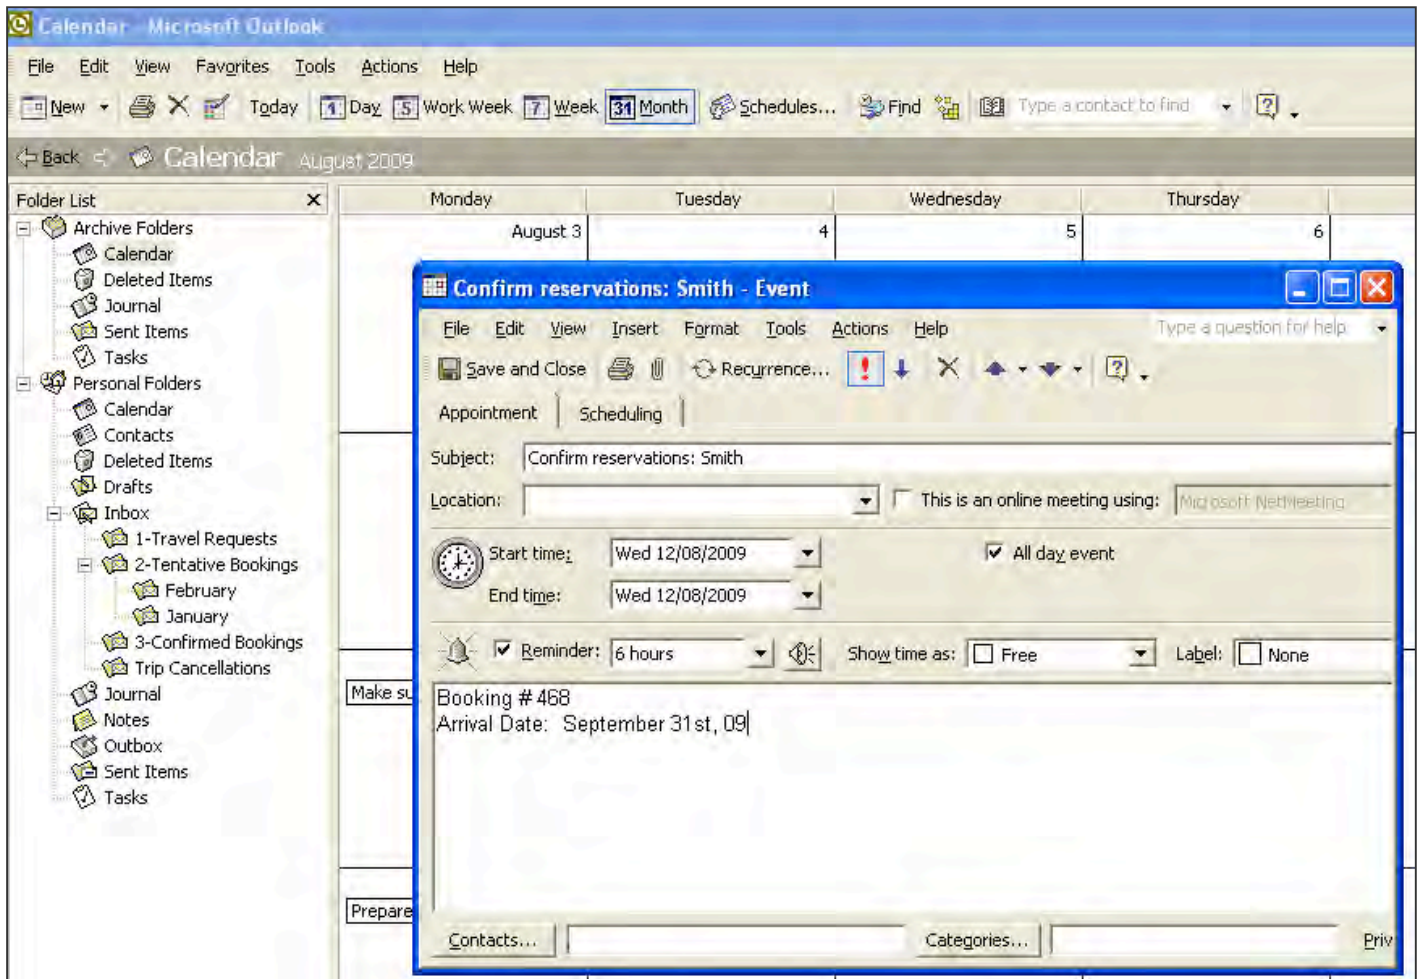 Calendar - Microsoft Outlook
File Edit View Favorites Tools Actions Help
New Today 1 Day 5 Work Week 7 Week 31 Month Schedules... Find Type a contact to find
Back Calendar August 2009
Folder List
Archive Folders
Calendar
Deleted Items
Journal
Sent Items
Tasks
Personal Folders
Calendar
Contacts
Deleted Items
Drafts
Inbox
1-Travel Requests
2-Tentative Bookings
February
January
3-Confirmed Bookings
Trip Cancellations
Journal
Notes
Outbox
Sent Items
Tasks
Monday Tuesday Wednesday Thursday
August 3 4 5 6
Make su
Prepare
Confirm reservations: Smith - Event
File Edit View Insert Format Tools Actions Help Type a question for help
Save and Close Recurrence...
Appointment Scheduling
Subject: Confirm reservations: Smith
Location: This is an online meeting using: Microsoft NetMeeting
Start time: Wed 12/08/2009 All day event
End time: Wed 12/08/2009
Reminder: 6 hours Show time as: Free Label: None
Booking # 468
Arrival Date: September 31st, 09
Contacts... Categories... Priv